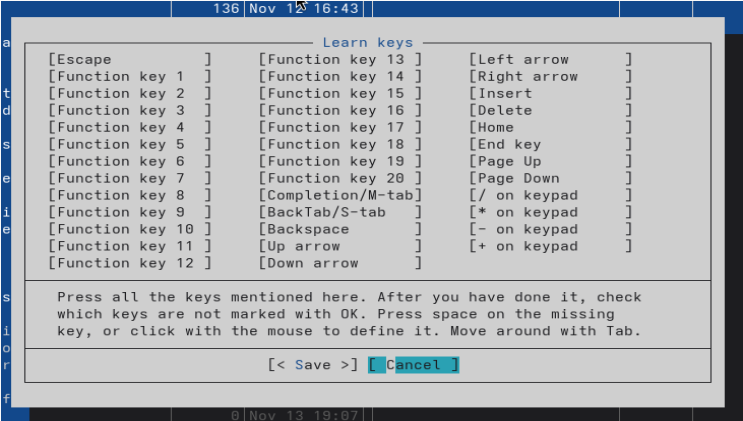 136 Nov 12 16:43
Learn keys
[Escape ] [Function key 13 ] [Left arrow ]
[Function key 1 ] [Function key 14 ] [Right arrow ]
[Function key 2 ] [Function key 15 ] [Insert ]
[Function key 3 ] [Function key 16 ] [Delete ]
[Function key 4 ] [Function key 17 ] [Home ]
[Function key 5 ] [Function key 18 ] [End key ]
[Function key 6 ] [Function key 19 ] [Page Up ]
[Function key 7 ] [Function key 20 ] [Page Down ]
[Function key 8 ] [Completion/M-tab] [/ on keypad ]
[Function key 9 ] [BackTab/S-tab ] [* on keypad ]
[Function key 10 ] [Backspace ] [- on keypad ]
[Function key 11 ] [Up arrow ] [+ on keypad ]
[Function key 12 ] [Down arrow ]
Press all the keys mentioned here. After you have done it, check
which keys are not marked with OK. Press space on the missing
key, or click with the mouse to define it. Move around with Tab.
[< Save >] [ Cancel ]
0 Nov 13 19:07